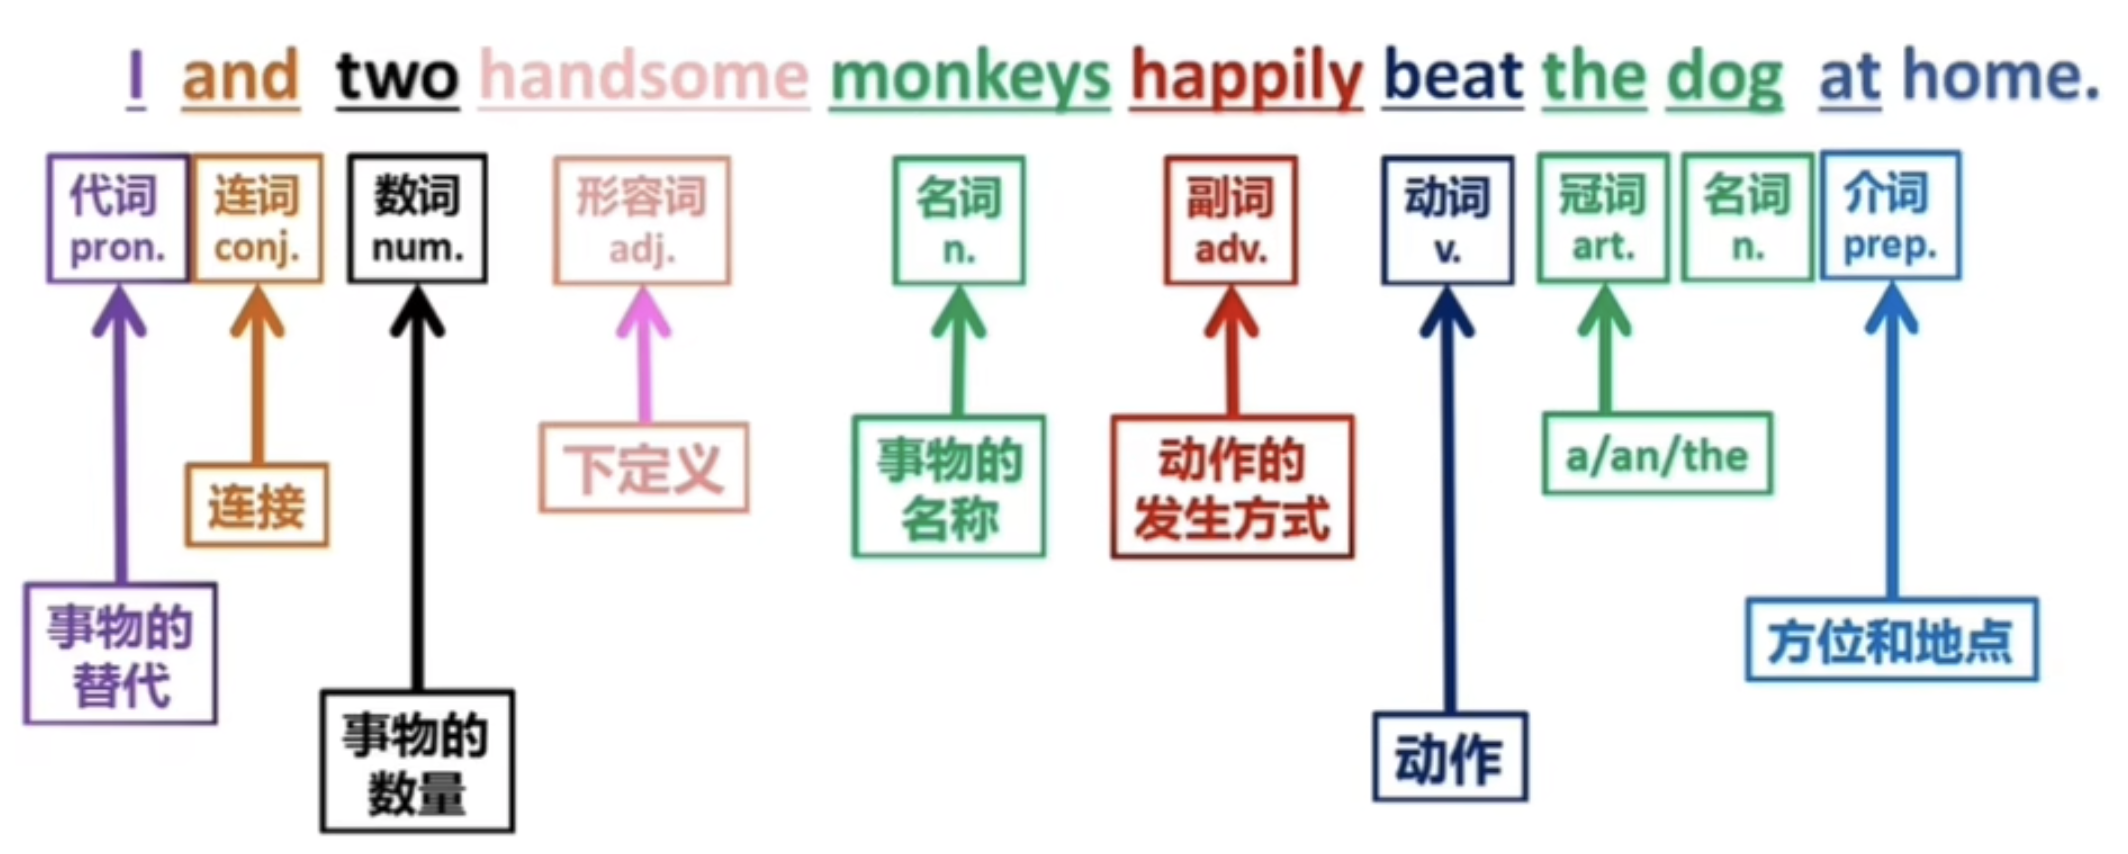 I and two handsome monkeys happily beat the dog at home.
代词 连词 数词 形容词 名词 副词 动词 冠词 名词 介词
pron. conj. num. adj. n. adv. v. art. n. prep.
事物的
替代
连接
事物的
数量
下定义
事物的
名称
动作的
发生方式
动作
a/an/the
方位和地点